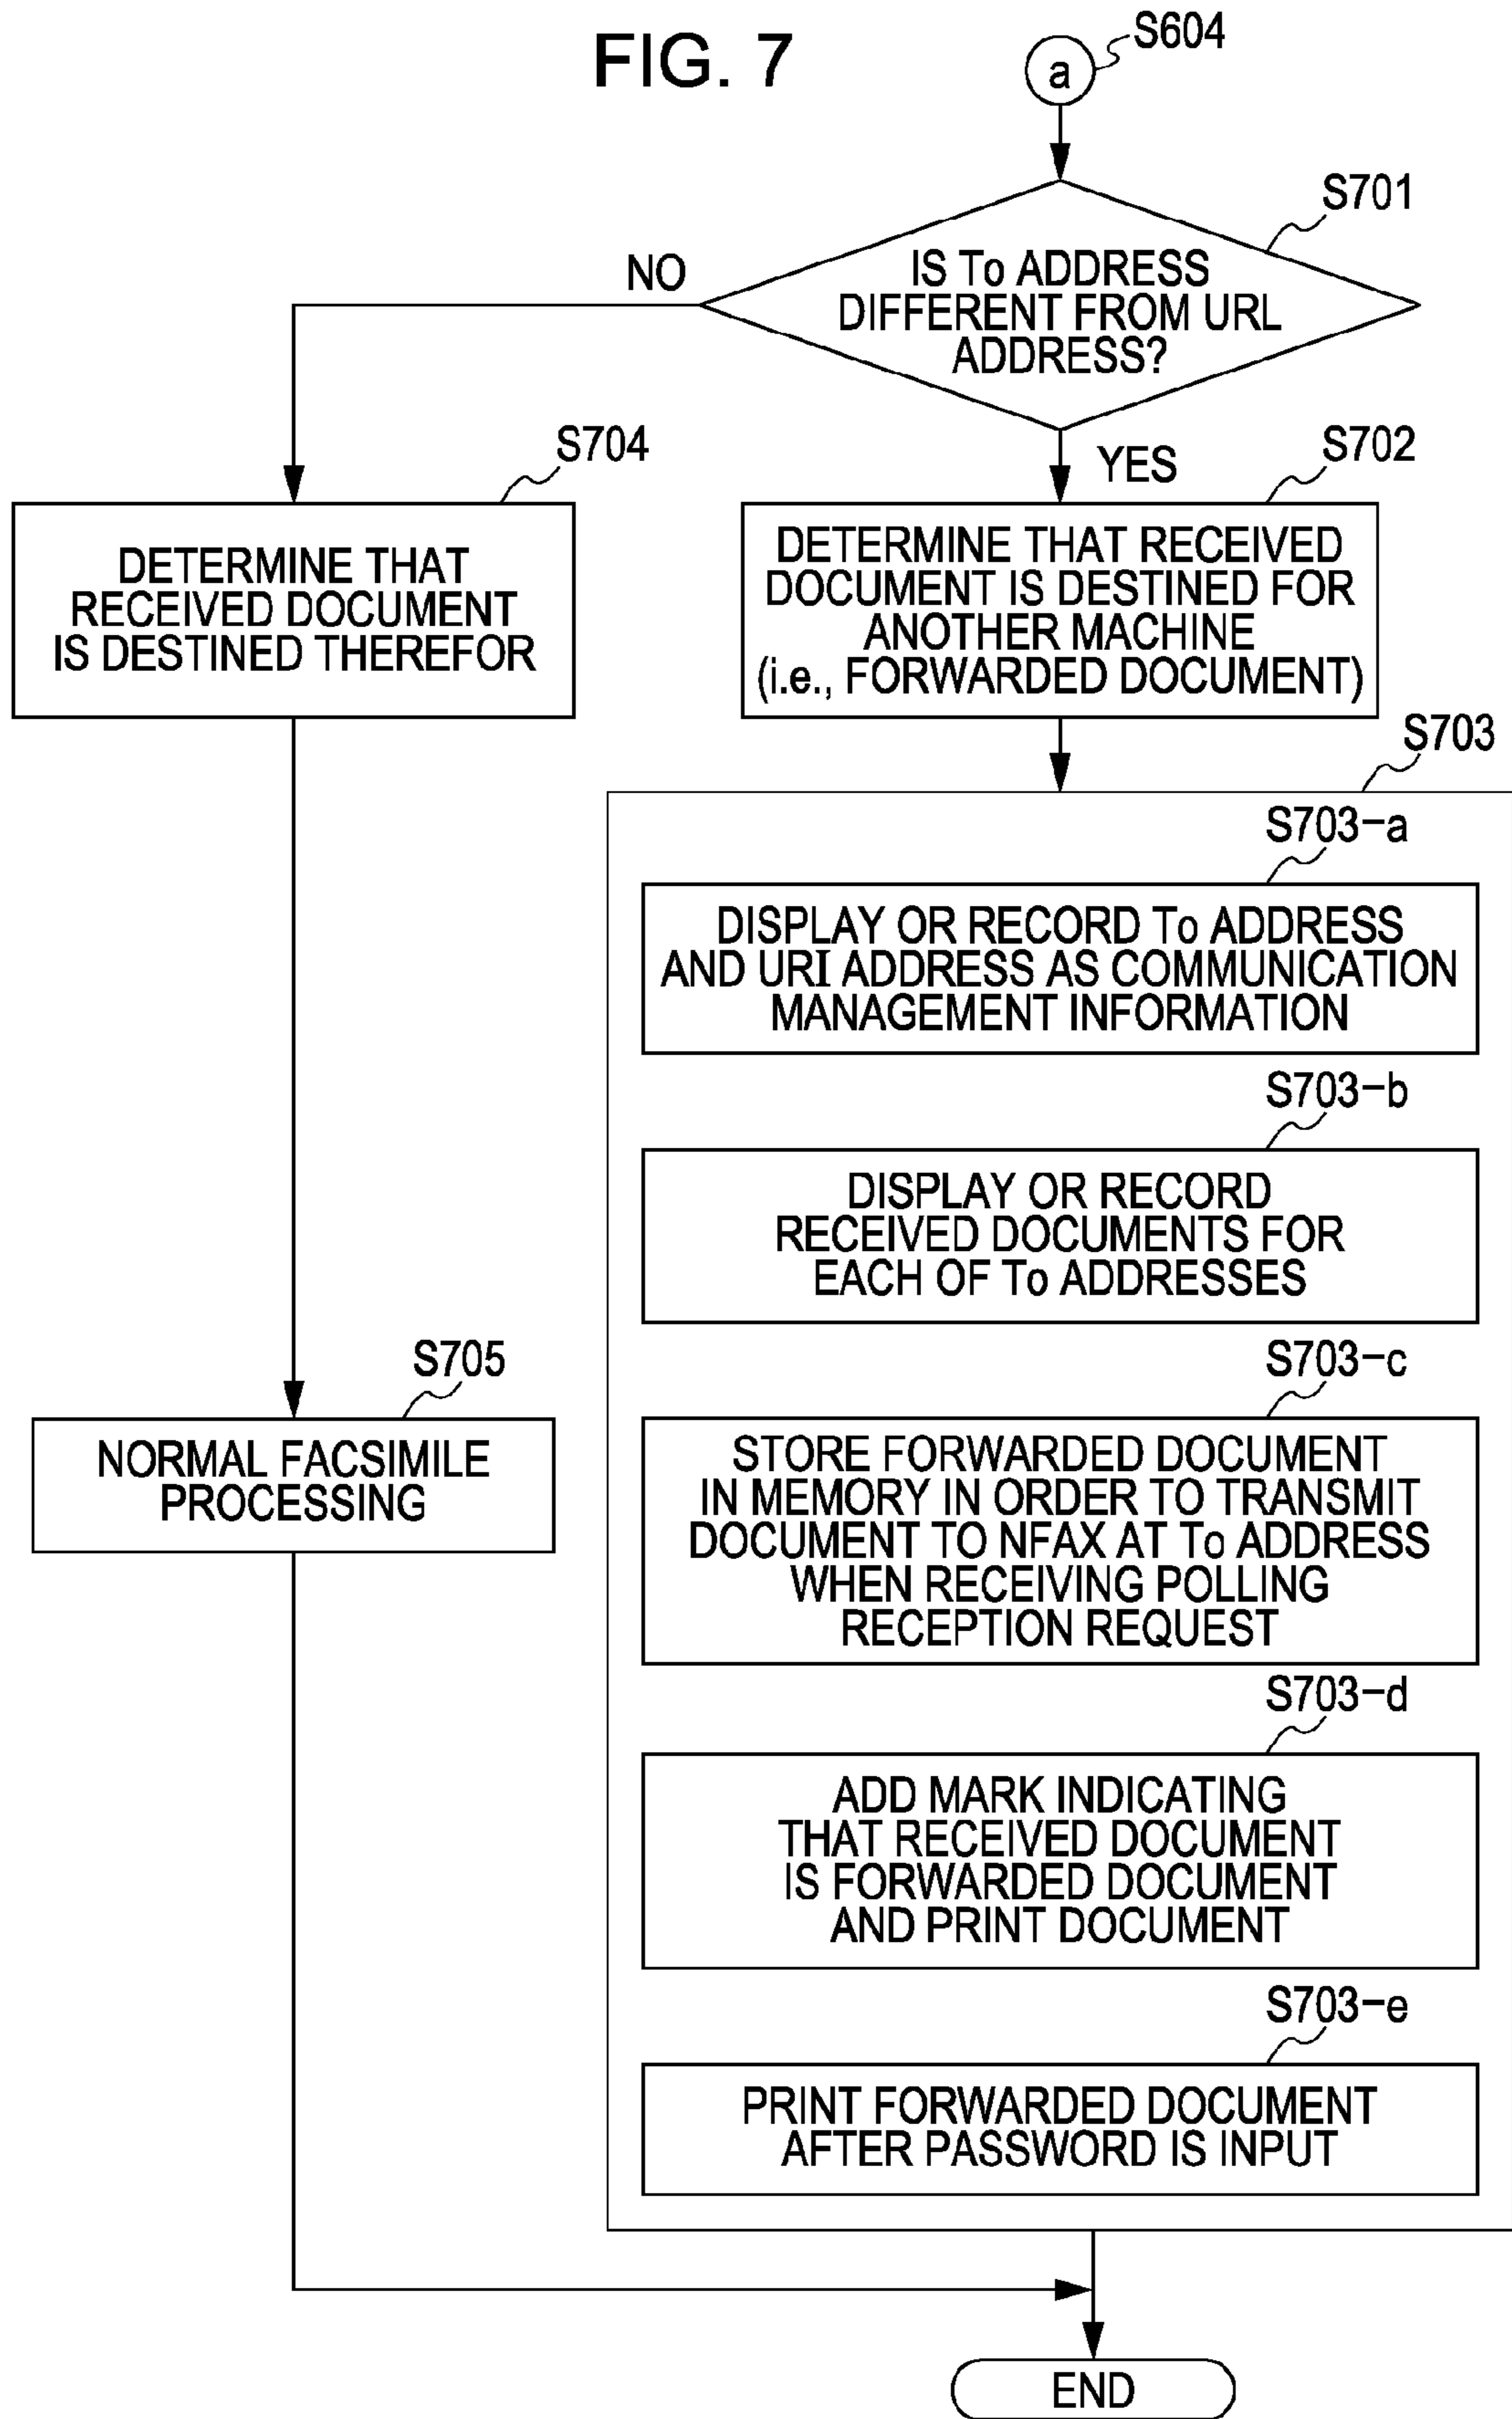 FIG. 7
a
S604
S701
IS To ADDRESS
DIFFERENT FROM URL
ADDRESS?
NO
YES
S704
DETERMINE THAT
RECEIVED DOCUMENT
IS DESTINED THEREFOR
S702
DETERMINE THAT RECEIVED
DOCUMENT IS DESTINED FOR
ANOTHER MACHINE
(i.e., FORWARDED DOCUMENT)
S703
S703-a
DISPLAY OR RECORD To ADDRESS
AND URI ADDRESS AS COMMUNICATION
MANAGEMENT INFORMATION
S703-b
DISPLAY OR RECORD
RECEIVED DOCUMENTS FOR
EACH OF To ADDRESSES
S705
NORMAL FACSIMILE
PROCESSING
S703-c
STORE FORWARDED DOCUMENT
IN MEMORY IN ORDER TO TRANSMIT
DOCUMENT TO NFAX AT To ADDRESS
WHEN RECEIVING POLLING
RECEPTION REQUEST
S703-d
ADD MARK INDICATING
THAT RECEIVED DOCUMENT
IS FORWARDED DOCUMENT
AND PRINT DOCUMENT
S703-e
PRINT FORWARDED DOCUMENT
AFTER PASSWORD IS INPUT
END